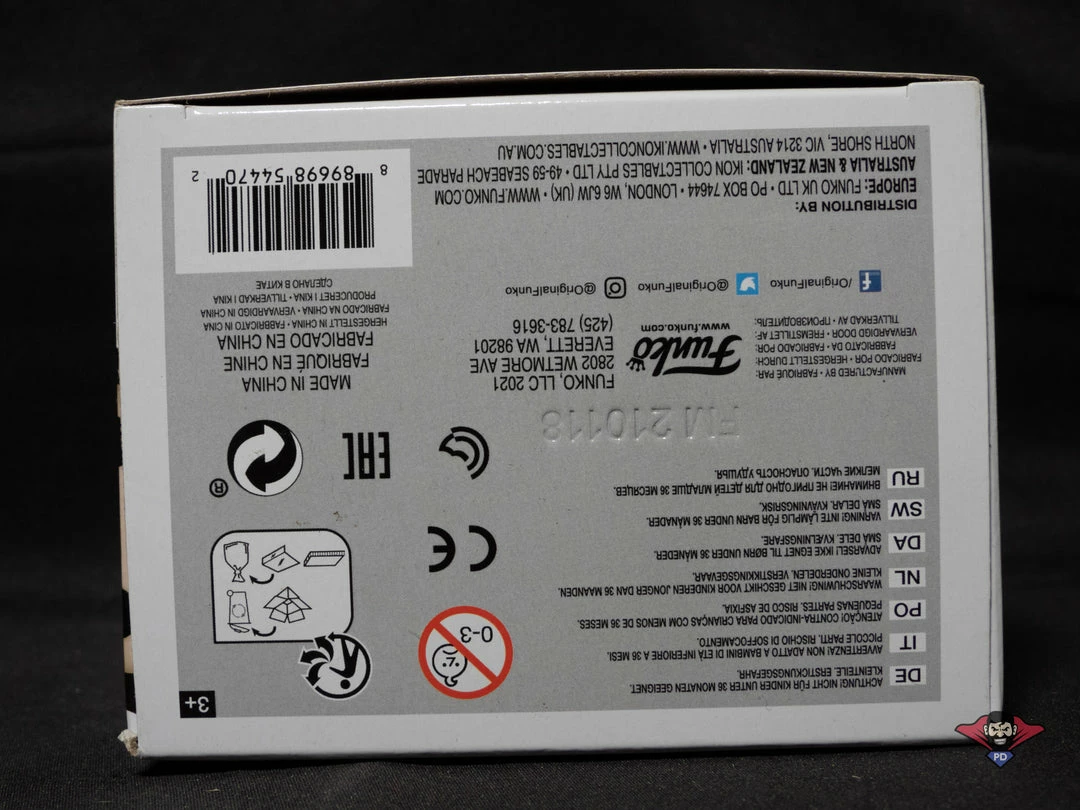 DE ACHTUNG! NICHT FÜR KINDER UNTER 36 MONATEN GEEIGNET.
KLEINTEILE. ERSTICKUNGSGEFAHR.
IT AVVERTENZA NON ADATTO A BAMBINI DI ETÀ INFERIORE A 36 MESI.
PICCOLE PARTI. RISCHIO DI SOFFOCAMENTO.
PO ATENÇÃO! CONTRA-INDICADO PARA CRIANÇAS COM MENOS DE 36 MESES.
PEQUENAS PARTES. RISCO DE ASFIXIA.
NL WAARSCHUWING! NIET GESCHIKT VOOR KINDEREN JONGER DAN 36 MAANDEN.
KLEINE ONDERDELEN. VERSTIKKINGSGEVAAR.
DA ADVARSEL! IKKE EGNET TIL BØRN UNDER 36 MÅNEDER.
SMÅ DELE. KVÆLNINGSFARE.
SW VARNING! INTE LÄMPLIG FÖR BARN UNDER 36 MÅNADER.
SMÅ DELAR. KVÄVNINGSRISK.
RU ВНИМАНИЕ! НЕ ПРИГОДНО ДЛЯ ДЕТЕЙ МЛАДШЕ 36 МЕСЯЦЕВ.
МЕЛКИЕ ЧАСТИ. ОПАСНОСТЬ УДУШЬЯ.
0-3
CE
3+
EAC
®
FM 210118
MANUFACTURED BY • FABRIQUÉ PAR:
FABRICADO POR • HERGESTELLT DURCH:
FABBRICATO DA • FABRICADO POR:
VERVAARDIGD DOOR • FREMSTILLET AF:
TILLVERKAD AV • ПРОИЗВОДИТЕЛЬ:
Funko
www.funko.com
FUNKO, LLC 2021
2802 WETMORE AVE
EVERETT, WA 98201
(425) 783-3616
MADE IN CHINA
FABRIQUÉ EN CHINE
FABRICADO EN CHINA
HERGESTELLT IN CHINA • FABBRICATO IN CINA
FABRICADO NA CHINA • VERVAARDIGD IN CHINA
PRODUCERET I KINA • TILLVERKAD I KINA
СДЕЛАНО В КИТАЕ
/OriginalFunko @OriginalFunko @OriginalFunko
DISTRIBUTION BY:
EUROPE: FUNKO UK LTD • PO BOX 74644 • LONDON, W6 6JW (UK) • WWW.FUNKO.COM
AUSTRALIA & NEW ZEALAND: IKON COLLECTABLES PTY LTD • 49-59 SEABEACH PARADE
NORTH SHORE, VIC 3214 AUSTRALIA • WWW.IKONCOLLECTABLES.COM.AU
8 89698 54470 2
PD